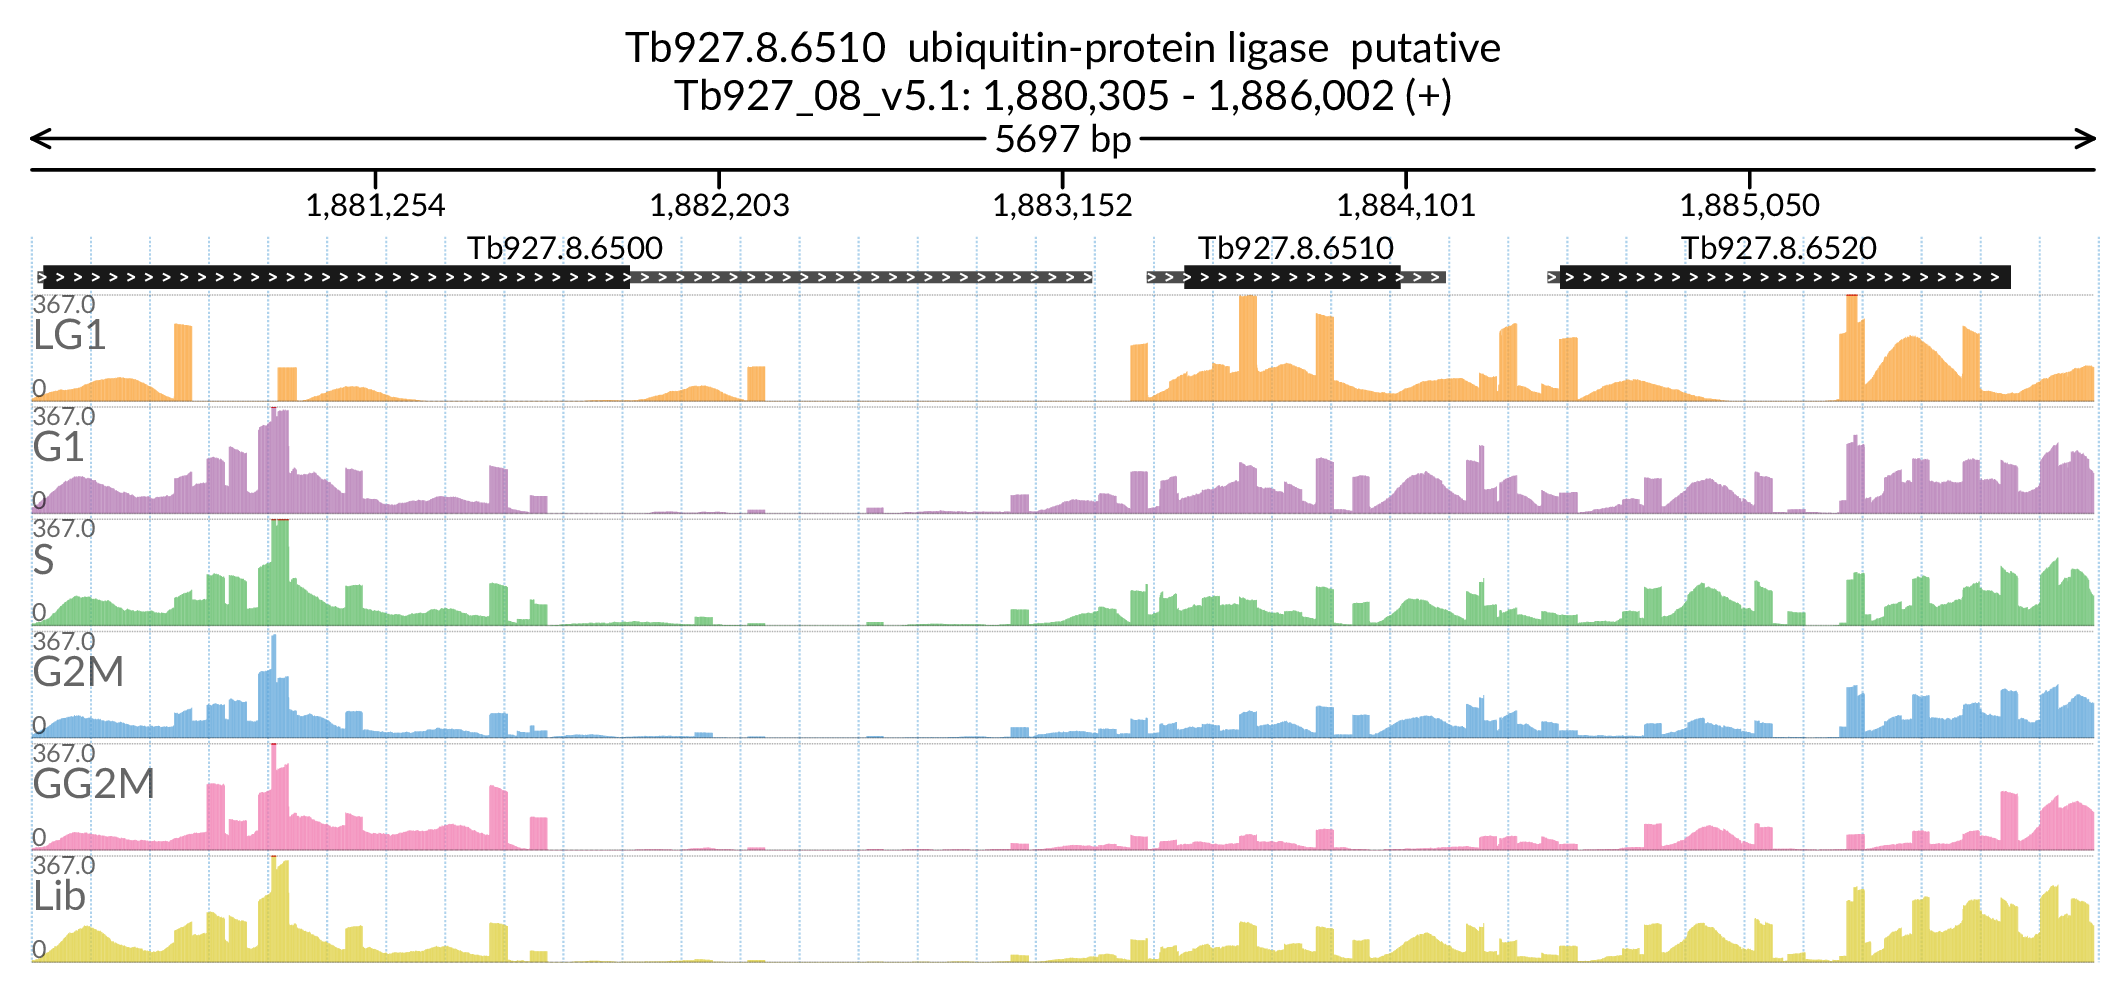 Tb927.8.6510 ubiquitin-protein ligase putative
Tb927_08_v5.1: 1,880,305 - 1,886,002 (+)
5697 bp
1,881,254 1,882,203 1,883,152 1,884,101 1,885,050
Tb927.8.6500 Tb927.8.6510 Tb927.8.6520
367.0
LG1
0
367.0
G1
0
367.0
S
0
367.0
G2M
0
367.0
GG2M
0
367.0
Lib
0